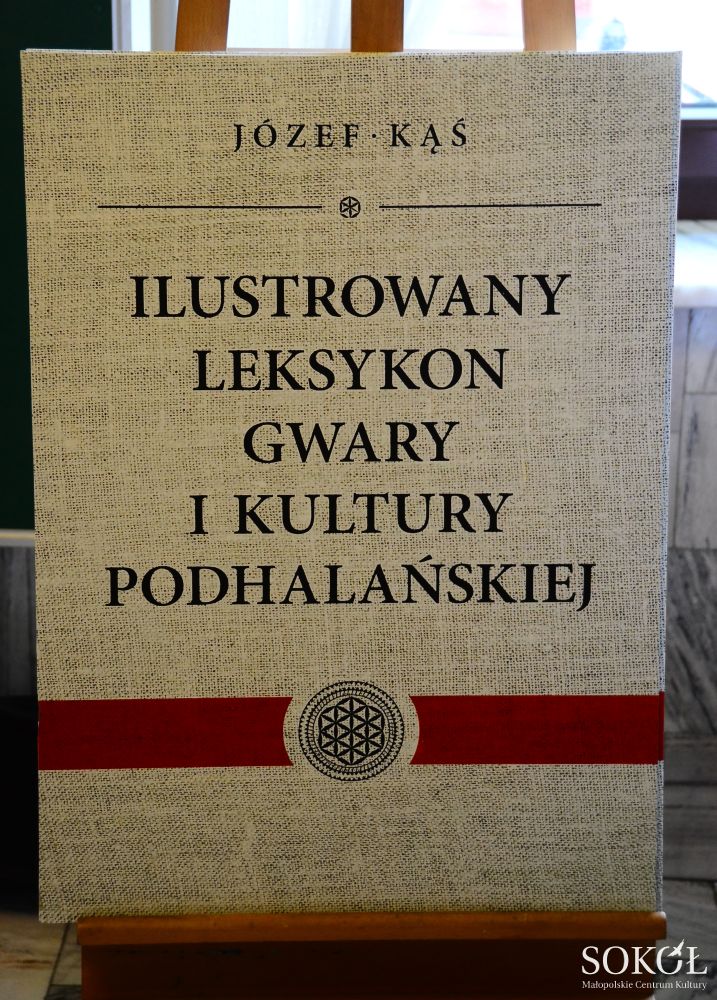 JÓZEF · KĄŚ
ILUSTROWANY
LEKSYKON
GWARY
I KULTURY
PODHALAŃSKIEJ
SOKÓŁ
Małopolskie Centrum Kultury